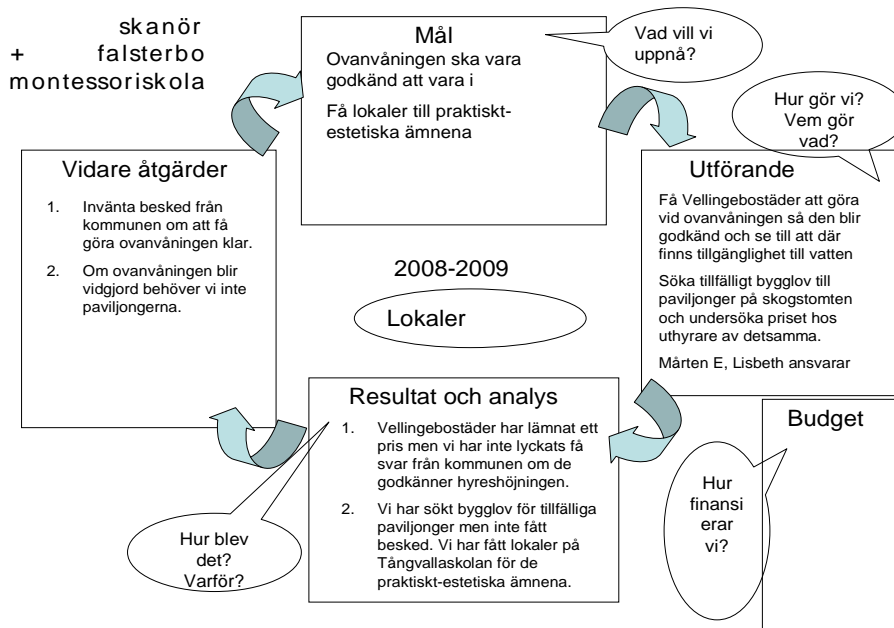 skanör
+ falsterbo
montessoriskola
Mål
Ovanvåningen ska vara
godkänd att vara i
Få lokaler till praktiskt-
estetiska ämnena
Vad vill vi
uppnå?
Hur gör vi?
Vem gör
vad?
Utförande
Få Vellingebostäder att göra
vid ovanvåningen så den blir
godkänd och se till att där
finns tillgänglighet till vatten
Söka tillfälligt bygglov till
paviljonger på skogstomten
och undersöka priset hos
uthyrare av detsamma.
Mårten E, Lisbeth ansvarar
Vidare åtgärder
1. Invänta besked från
kommunen om att få
göra ovanvåningen klar.
2. Om ovanvåningen blir
vidgjord behöver vi inte
paviljongerna.
2008-2009
Lokaler
Resultat och analys
1. Vellingebostäder har lämnat ett
pris men vi har inte lyckats få
svar från kommunen om de
godkänner hyreshöjningen.
2. Vi har sökt bygglov för tillfälliga
paviljonger men inte fått
besked. Vi har fått lokaler på
Tångvallaskolan för de
praktiskt-estetiska ämnena.
Hur blev
det?
Varför?
Budget
Hur
finansi
erar
vi?